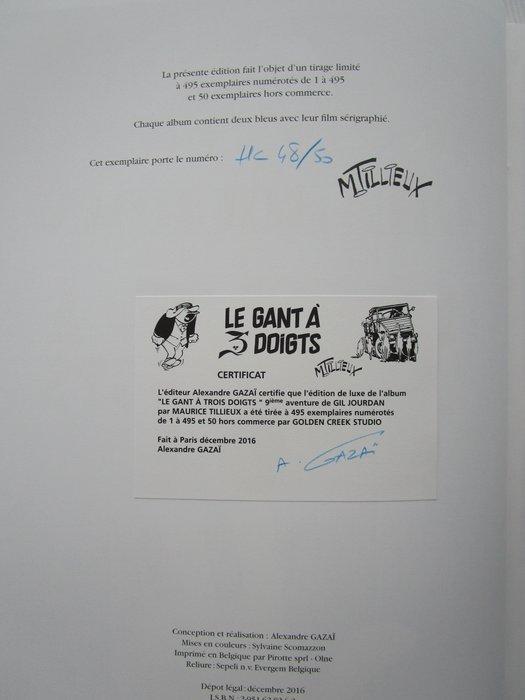 La présente édition fait l'objet d'un tirage limité
à 495 exemplaires numérotés de 1 à 495
et 50 exemplaires hors commerce.
Chaque album contient deux bleus avec leur film sérigraphié.
Cet exemplaire porte le numéro : HC 48/50
MTILLIEUX
LE GANT À
3 DOIGTS
MTILLIEUX
CERTIFICAT
L'éditeur Alexandre GAZAÏ certifie que l'édition de luxe de l'album
"LE GANT À TROIS DOIGTS " 9ième aventure de GIL JOURDAN
par MAURICE TILLIEUX a été tirée à 495 exemplaires numérotés
de 1 à 495 et 50 hors commerce par GOLDEN CREEK STUDIO
Fait à Paris décembre 2016
Alexandre GAZAÏ
A. GAZAÏ
Conception et réalisation : Alexandre GAZAÏ
Mises en couleurs : Sylvaine Scomazzon
Imprimé en Belgique par Pirotte sprl - Olne
Reliure : Sepeli n.v. Evergem Belgique
Dépot légal : décembre 2016